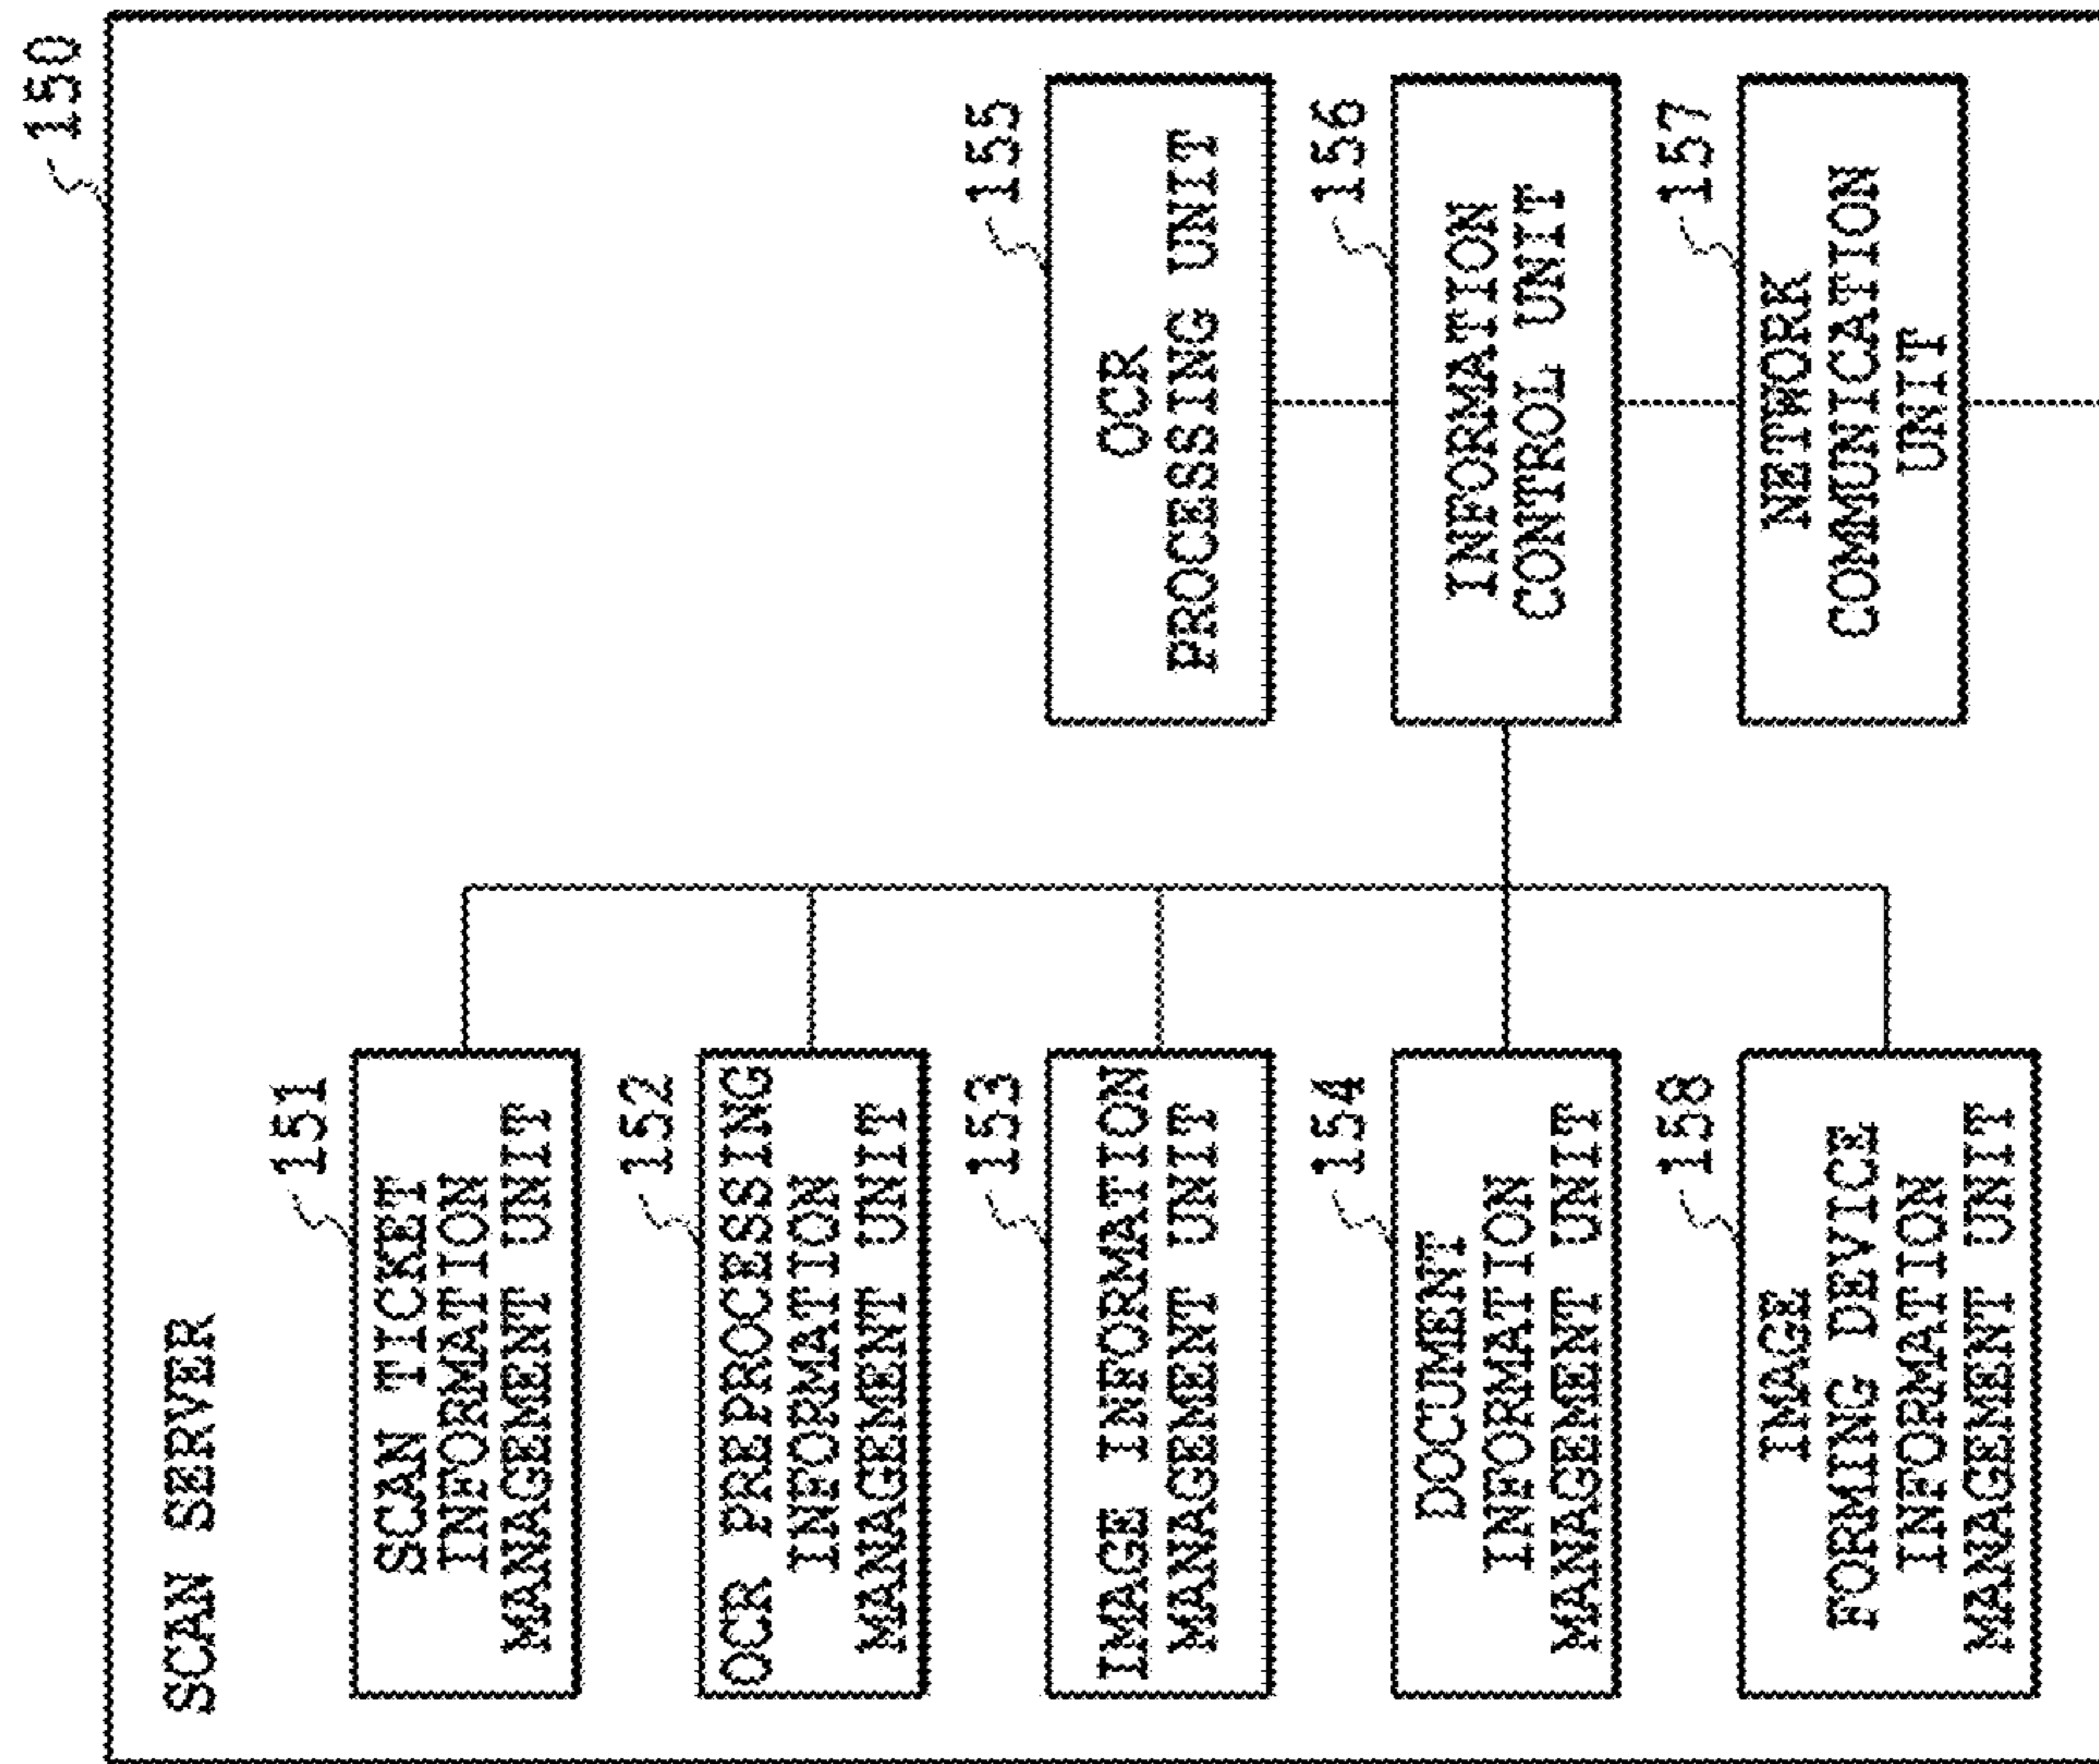 150
SCAN SERVER
151
SCAN TICKET
INFORMATION
MANAGEMENT UNIT
152
OCR PREPROCESSING
INFORMATION
MANAGEMENT UNIT
153
IMAGE INFORMATION
MANAGEMENT UNIT
154
DOCUMENT
INFORMATION
MANAGEMENT UNIT
158
IMAGE
FORMING DEVICE
INFORMATION
MANAGEMENT UNIT
155
OCR
PROCESSING UNIT
156
INFORMATION
CONTROL UNIT
157
NETWORK
COMMUNICATION
UNIT